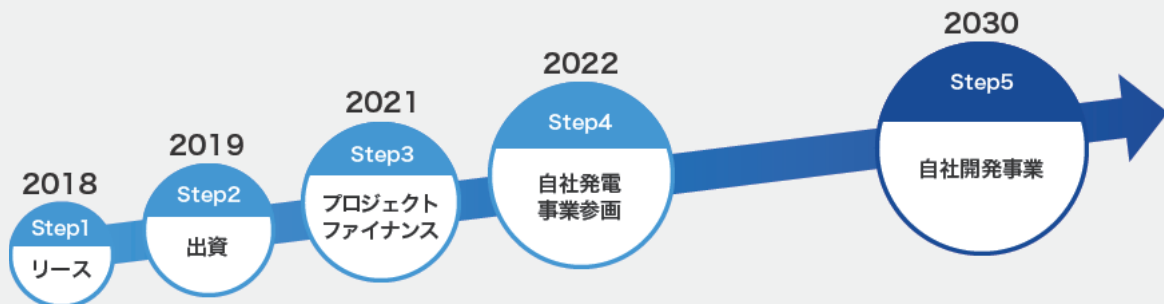 2018
Step1
リース
2019
Step2
出資
2021
Step3
プロジェクト
ファイナンス
2022
Step4
自社発電
事業参画
2030
Step5
自社開発事業